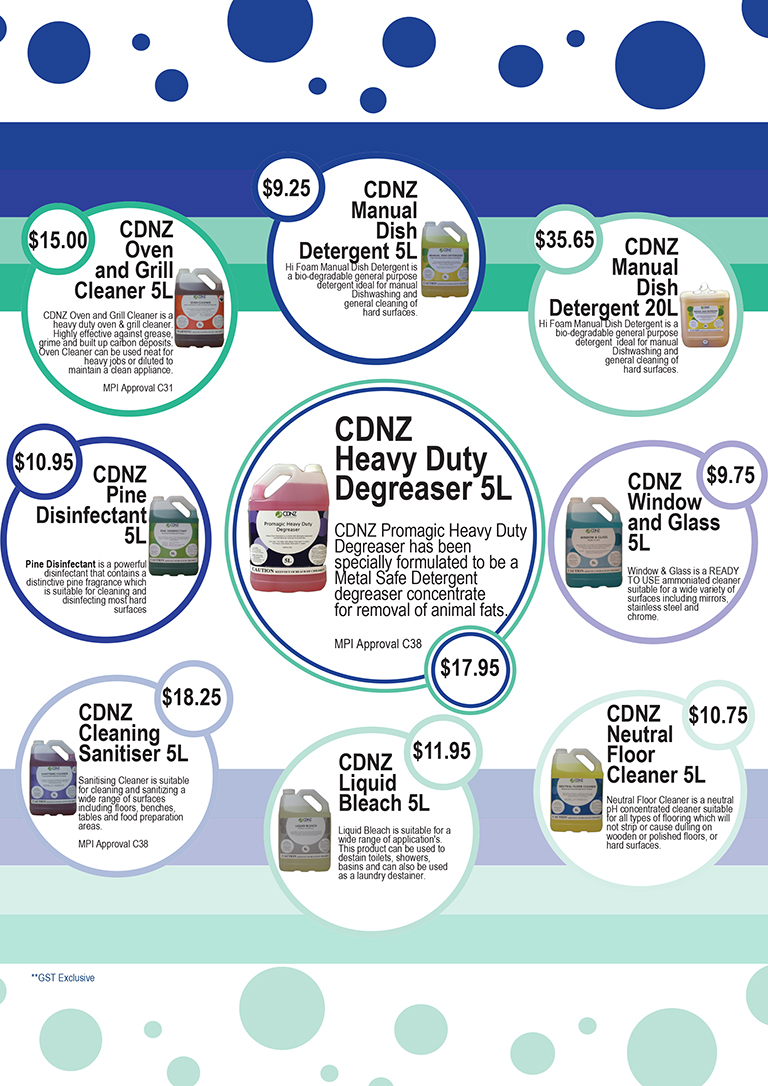 $9.25
CDNZ
Manual
Dish
Detergent 5L
Hi Foam Manual Dish Detergent is
a bio-degradable general purpose
detergent ideal for manual
Dishwashing and
general cleaning of
hard surfaces.
$15.00
CDNZ
Oven
and Grill
Cleaner 5L
CDNZ Oven and Grill Cleaner is a
heavy duty oven & grill cleaner.
Highly effective against grease,
grime and built up carbon deposits.
Oven Cleaner can be used neat for
heavy jobs or diluted to
maintain a clean appliance.
MPI Approval C31
$35.65
CDNZ
Manual
Dish
Detergent 20L
Hi Foam Manual Dish Detergent is a
bio-degradable general purpose
detergent ideal for manual
Dishwashing and
general cleaning of
hard surfaces.
$10.95
CDNZ
Pine
Disinfectant
5L
Pine Disinfectant is a powerful
disinfectant that contains a
distinctive pine fragrance which
is suitable for cleaning and
disinfecting most hard
surfaces
CDNZ
Heavy Duty
Degreaser 5L
CDNZ Promagic Heavy Duty
Degreaser has been
specially formulated to be a
Metal Safe Detergent
degreaser concentrate
for removal of animal fats.
MPI Approval C38
$17.95
CDNZ
Promagic Heavy Duty
Degreaser
5L
CAUTION
$9.75
CDNZ
Window
and Glass
5L
Window & Glass is a READY
TO USE ammoniated cleaner
suitable for a wide variety of
surfaces including mirrors,
stainless steel and
chrome.
$18.25
CDNZ
Cleaning
Sanitiser 5L
Sanitising Cleaner is suitable
for cleaning and sanitizing a
wide range of surfaces
including floors, benches,
tables and food preparation
areas.
MPI Approval C38
$11.95
CDNZ
Liquid
Bleach 5L
Liquid Bleach is suitable for a
wide range of application's.
This product can be used to
destain toilets, showers,
basins and can also be used
as a laundry destainer.
$10.75
CDNZ
Neutral
Floor
Cleaner 5L
Neutral Floor Cleaner is a neutral
pH concentrated cleaner suitable
for all types of flooring which will
not strip or cause dulling on
wooden or polished floors, or
hard surfaces.
**GST Exclusive